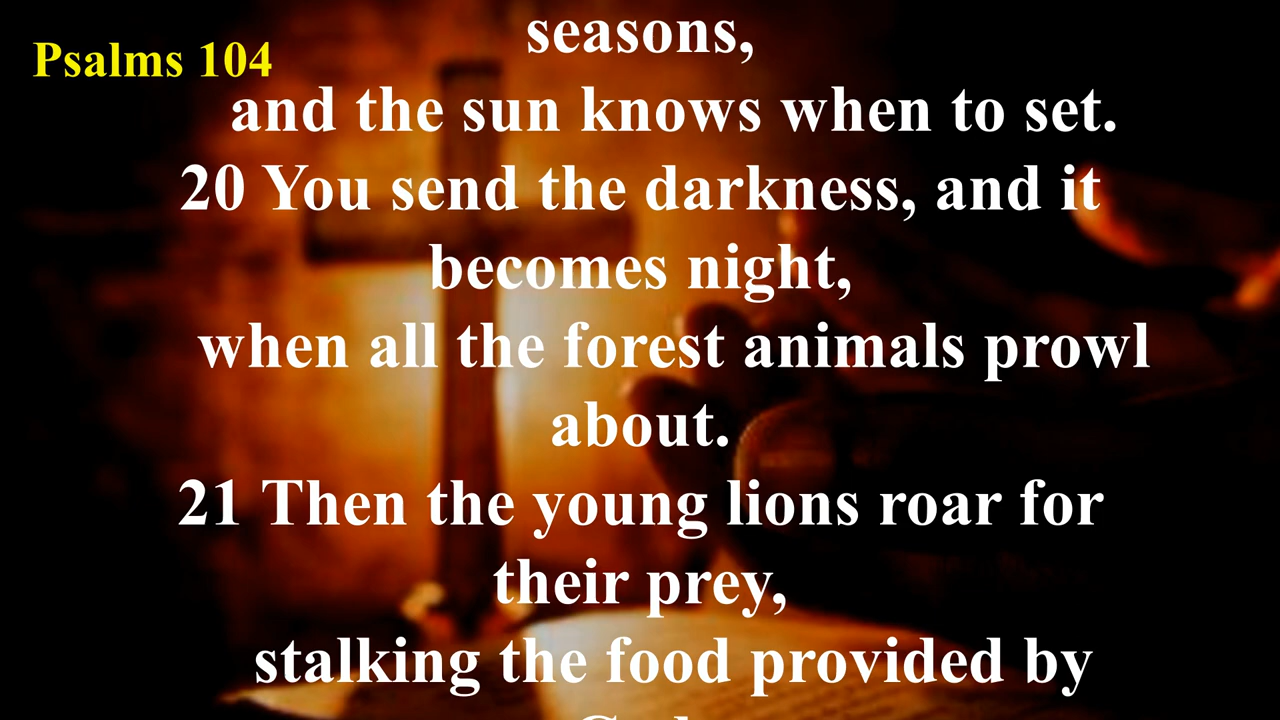 Psalms 104
seasons,
and the sun knows when to set.
20 You send the darkness, and it
becomes night,
when all the forest animals prowl
about.
21 Then the young lions roar for
their prey,
stalking the food provided by